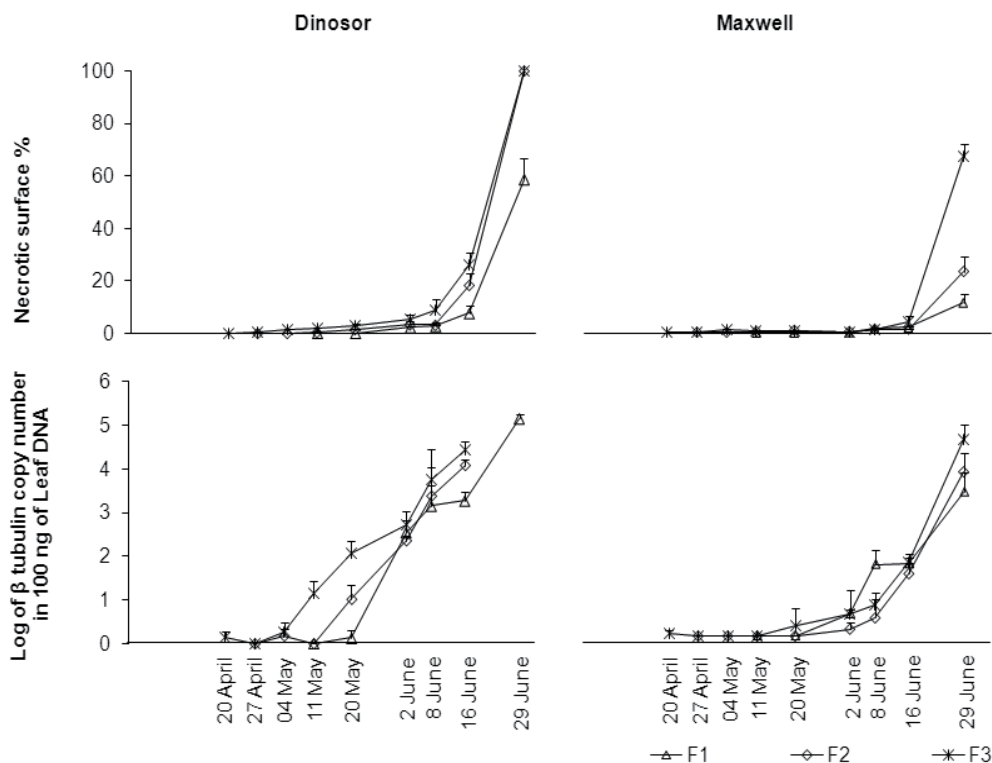 Dinosor
Maxwell
Necrotic surface %
100
80
60
40
20
0
Log of β tubulin copy number
in 100 ng of Leaf DNA
6
5
4
3
2
1
0
20 April
27 April
04 May
11 May
20 May
2 June
8 June
16 June
29 June
20 April
27 April
04 May
11 May
20 May
2 June
8 June
16 June
29 June
F1
F2
F3